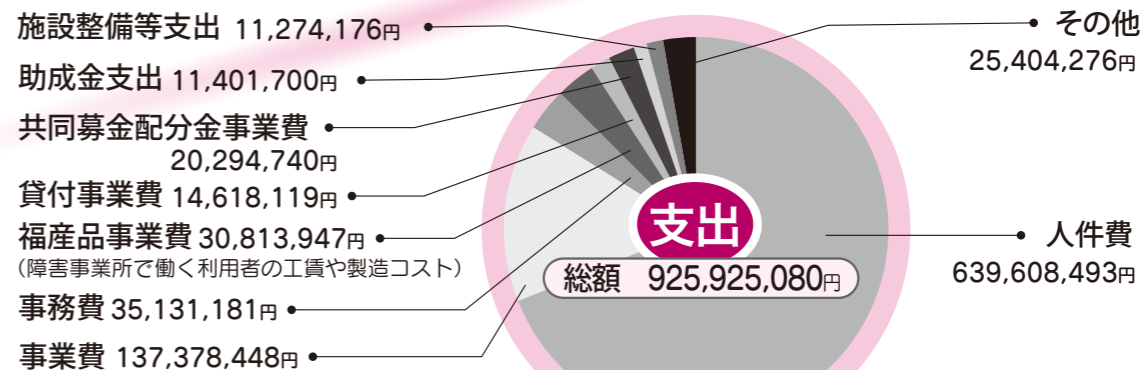 施設整備等支出 11,274,176円
助成金支出 11,401,700円
共同募金配分金事業費
20,294,740円
貸付事業費 14,618,119円
福産品事業費 30,813,947円
(障害事業所で働く利用者の工賃や製造コスト)
事務費 35,131,181円
事業費 137,378,448円
支出
総額 925,925,080円
その他
25,404,276円
人件費
639,608,493円